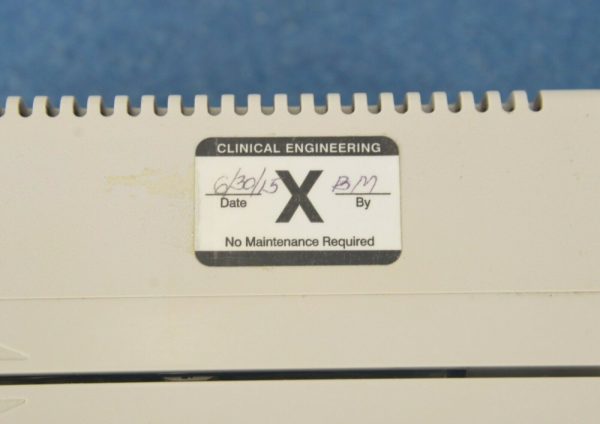 CLINICAL ENGINEERING
6/30/15 X BM
Date By
No Maintenance Required